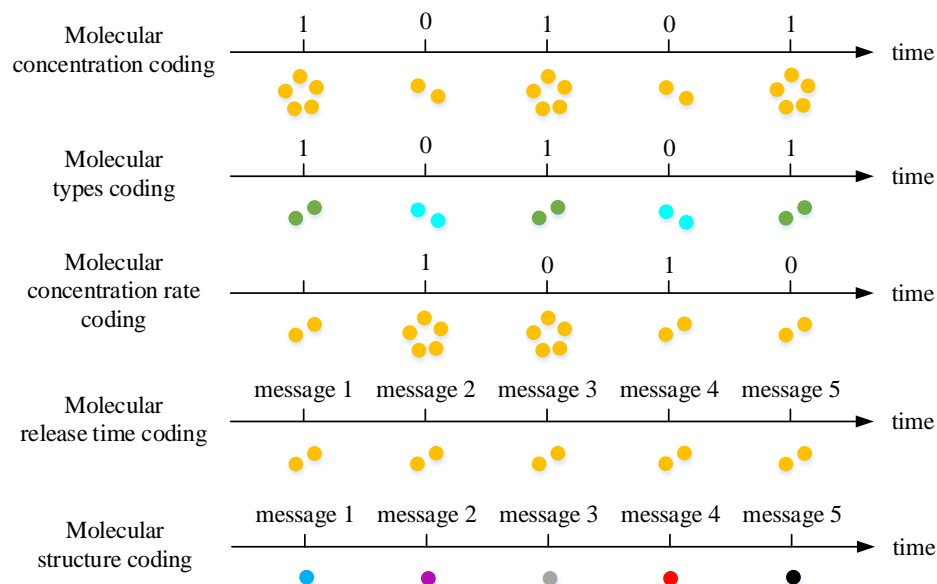 1 0 1 0 1
Molecular
concentration coding
time
1 0 1 0 1
Molecular
types coding
time
1 0 1 0
Molecular
concentration rate
coding
time
message 1 message 2 message 3 message 4 message 5
Molecular
release time coding
time
message 1 message 2 message 3 message 4 message 5
Molecular
structure coding
time